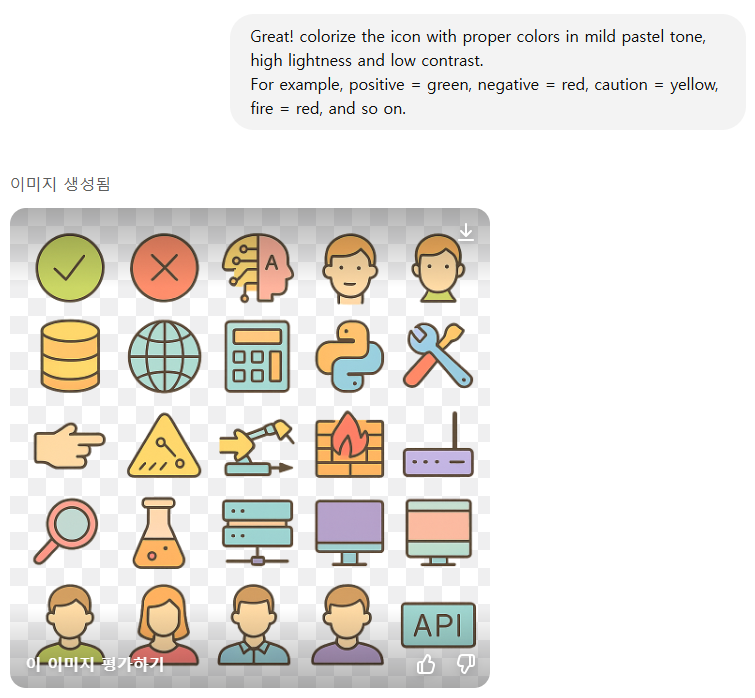 Great! colorize the icon with proper colors in mild pastel tone,
high lightness and low contrast.
For example, positive = green, negative = red, caution = yellow,
fire = red, and so on.
이미지 생성됨
A
API
이 이미지 평가하기